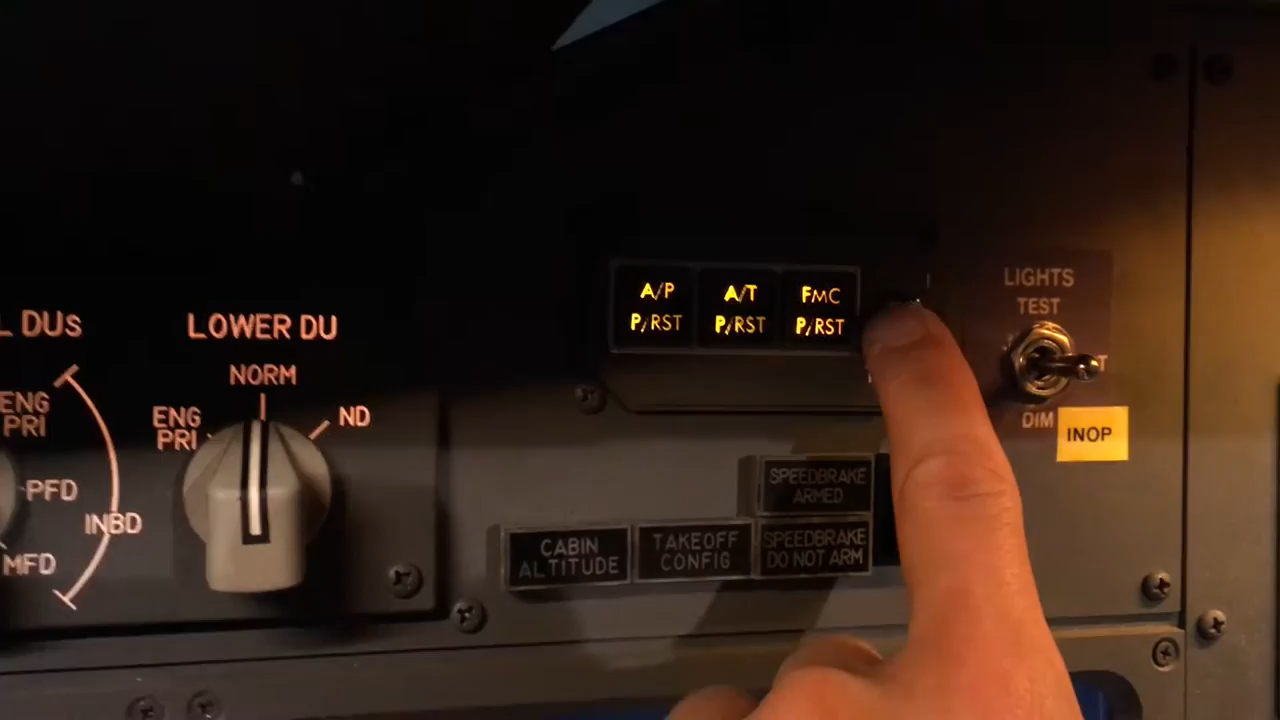 L DUs
ENG
PRI
PFD
INBD
MFD
LOWER DU
NORM
ENG
PRI
ND
A/P
P/RST
A/T
P/RST
FMC
P/RST
LIGHTS
TEST
DIM
INOP
SPEEDBRAKE
ARMED
CABIN
ALTITUDE
TAKEOFF
CONFIG
SPEEDBRAKE
DO NOT ARM